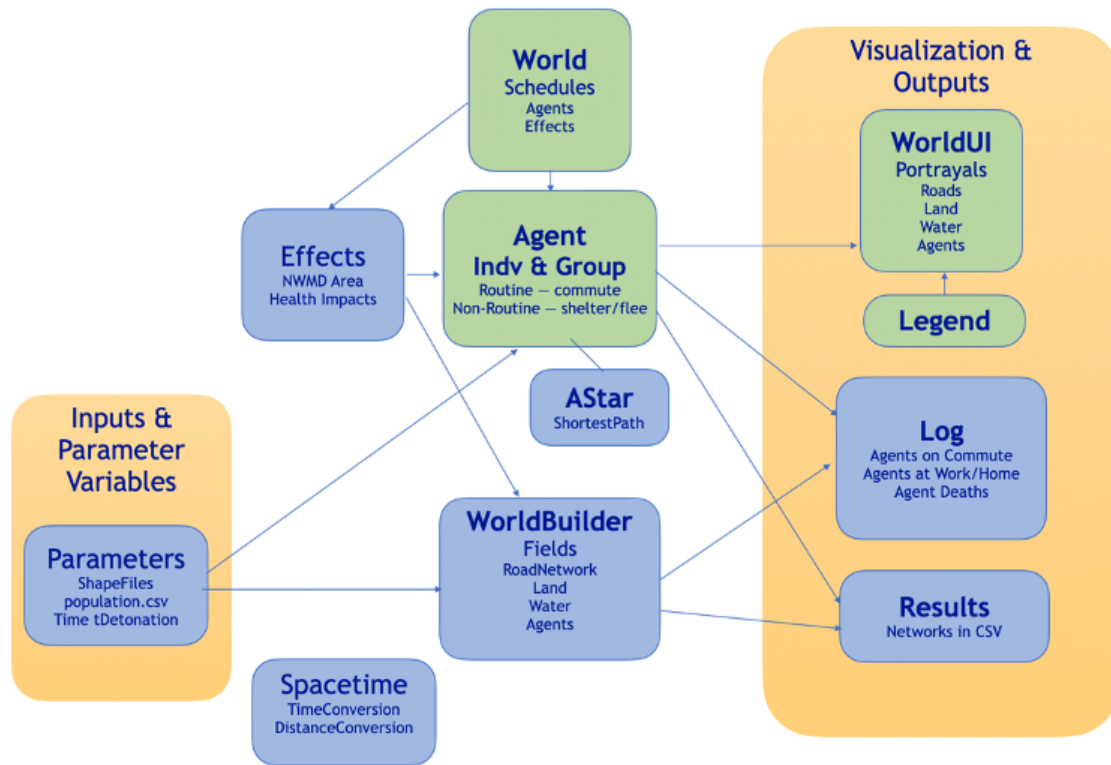 World
Schedules
Agents
Effects
Visualization &
Outputs
WorldUI
Portrayals
Roads
Land
Water
Agents
Effects
NWMD Area
Health Impacts
Agent
Indv & Group
Routine — commute
Non-Routine — shelter/flee
Legend
AStar
ShortestPath
Log
Agents on Commute
Agents at Work/Home
Agent Deaths
Inputs &
Parameter
Variables
Parameters
ShapeFiles
population.csv
Time tDetonation
WorldBuilder
Fields
RoadNetwork
Land
Water
Agents
Results
Networks in CSV
Spacetime
TimeConversion
DistanceConversion